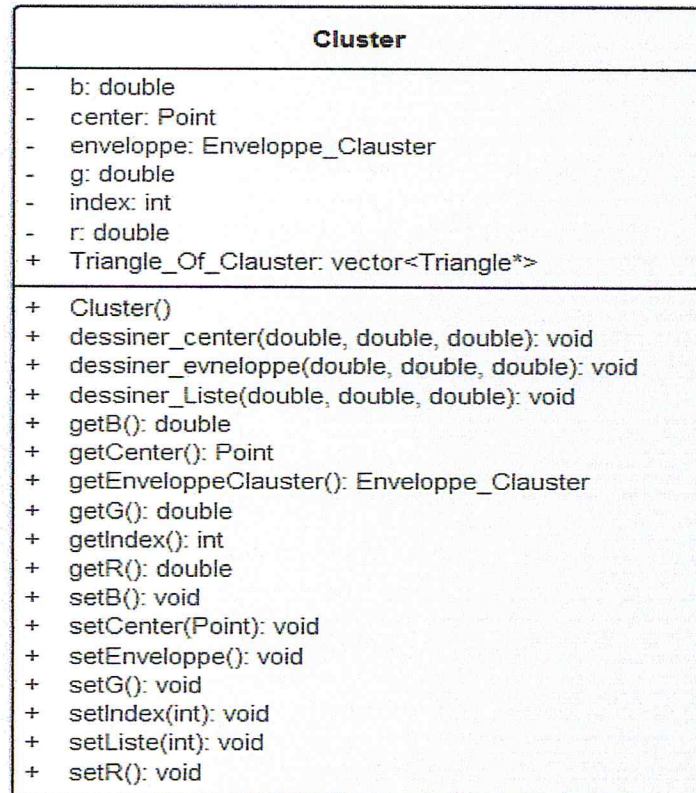 Cluster
- b: double
- center: Point
- enveloppe: Enveloppe_Clauster
- g: double
- index: int
- r: double
+ Triangle_Of_Clauster: vector<Triangle*>
+ Cluster()
+ dessiner_center(double, double, double): void
+ dessiner_evneloppe(double, double, double): void
+ dessiner_Liste(double, double, double): void
+ getB(): double
+ getCenter(): Point
+ getEnveloppeClauster(): Enveloppe_Clauster
+ getG(): double
+ getIndex(): int
+ getR(): double
+ setB(): void
+ setCenter(Point): void
+ setEnveloppe(): void
+ setG(): void
+ setIndex(int): void
+ setListe(int): void
+ setR(): void